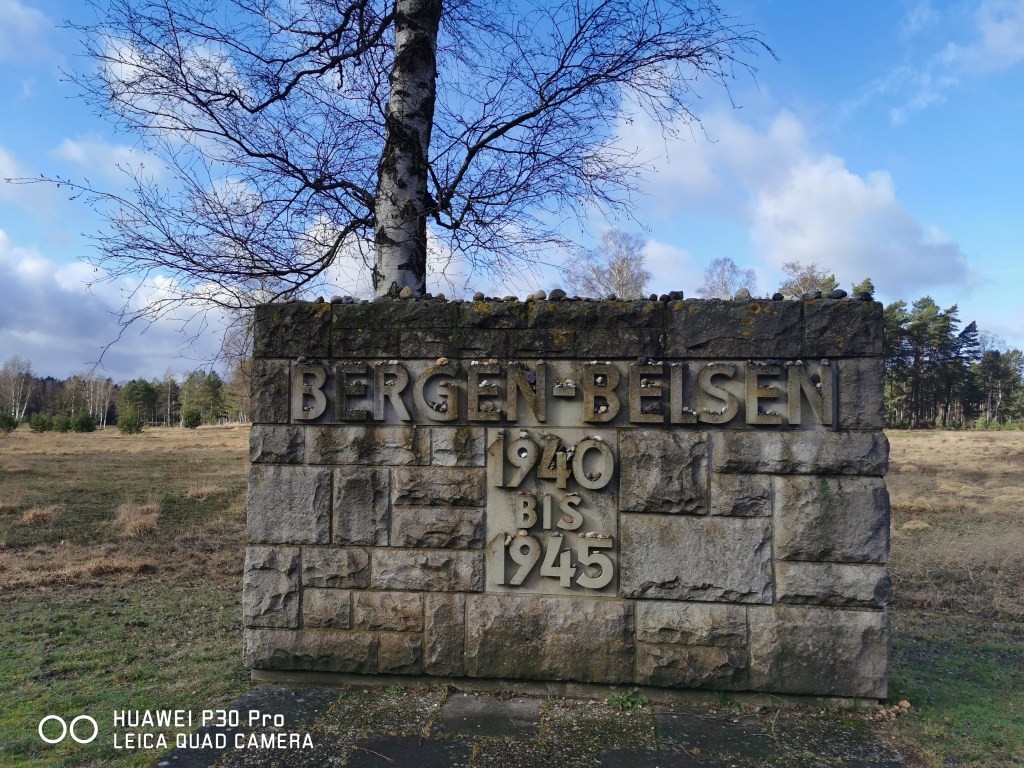 BERGEN-BELSEN
1940
BIS
1945
HUAWEI P30 Pro
LEICA QUAD CAMERA